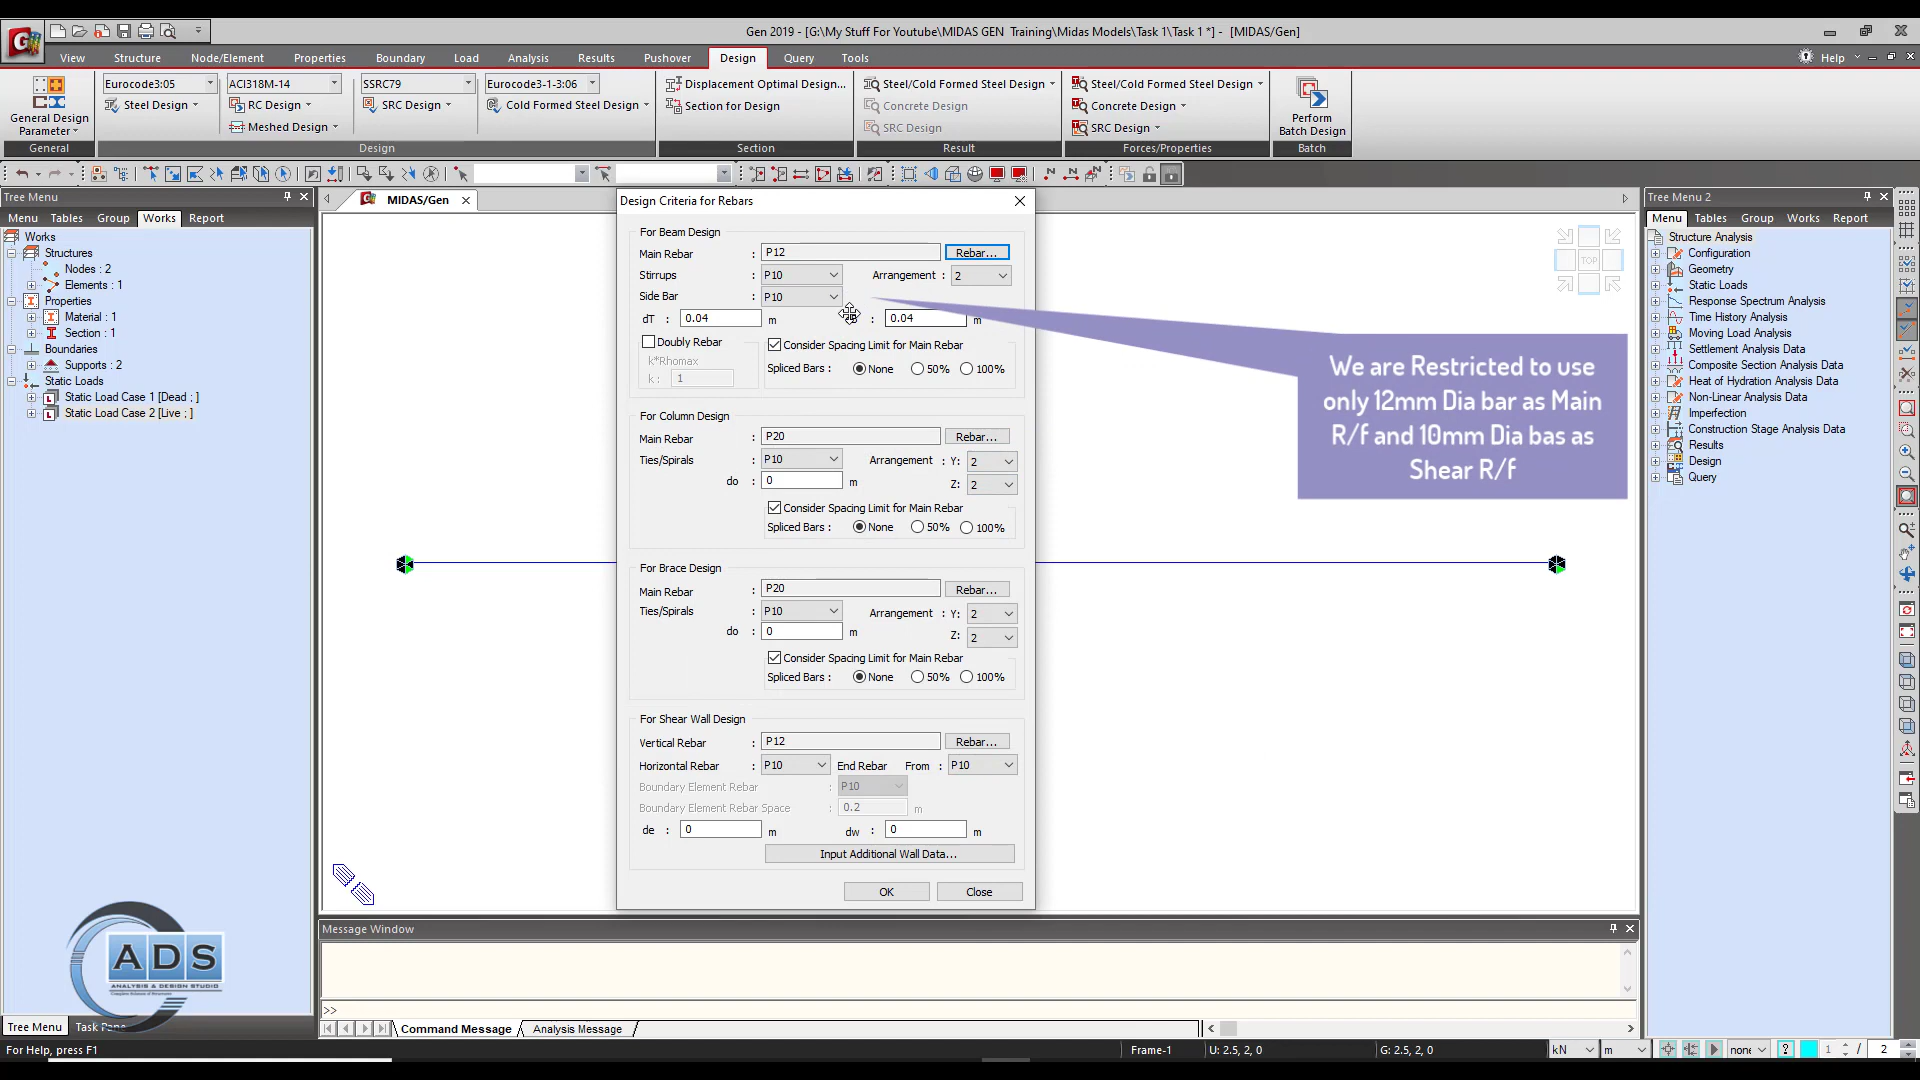 Gen 2019 - [G:\My Stuff For Youtube\MIDAS GEN Training\Midas Models\Task 1\Task 1 *] - [MIDAS/Gen]
View Structure Node/Element Properties Boundary Load Analysis Results Pushover Design Query Tools Help
Eurocode3:05 ACI318M-14 SSRC79 Eurocode3-1-3:06 Displacement Optimal Design... Steel/Cold Formed Steel Design Steel/Cold Formed Steel Design
Steel Design RC Design SRC Design Cold Formed Steel Design Section for Design Concrete Design Concrete Design
General Design Parameter Meshed Design SRC Design SRC Design Perform Batch Design
General Design Section Result Forces/Properties Batch
Tree Menu
Menu Tables Group Works Report
Works
Structures
Nodes : 2
Elements : 1
Properties
Material : 1
Section : 1
Boundaries
Supports : 2
Static Loads
Static Load Case 1 [Dead ; ]
Static Load Case 2 [Live ; ]
MIDAS/Gen
TOP
Design Criteria for Rebars
For Beam Design
Main Rebar : P12 Rebar...
Stirrups : P10 Arrangement : 2
Side Bar : P10
dT : 0.04 m : 0.04 m
Doubly Rebar Consider Spacing Limit for Main Rebar
k*Rhomax
k : 1 Spliced Bars : None 50% 100%
For Column Design
Main Rebar : P20 Rebar...
Ties/Spirals : P10 Arrangement : Y: 2
do : 0 m Z: 2
Consider Spacing Limit for Main Rebar
Spliced Bars : None 50% 100%
For Brace Design
Main Rebar : P20 Rebar...
Ties/Spirals : P10 Arrangement : Y: 2
do : 0 m Z: 2
Consider Spacing Limit for Main Rebar
Spliced Bars : None 50% 100%
For Shear Wall Design
Vertical Rebar : P12 Rebar...
Horizontal Rebar : P10 End Rebar From : P10
Boundary Element Rebar : P10
Boundary Element Rebar Space : 0.2 m
de : 0 m dw : 0 m
Input Additional Wall Data...
OK Close
We are Restricted to use
only 12mm Dia bar as Main
R/f and 10mm Dia bas as
Shear R/f
Tree Menu 2
Menu Tables Group Works Report
Structure Analysis
Configuration
Geometry
Static Loads
Response Spectrum Analysis
Time History Analysis
Moving Load Analysis
Settlement Analysis Data
Composite Section Analysis
Heat of Hydration Analysis Data
Non-Linear Analysis Data
Imperfection
Construction Stage Analysis Data
Results
Design
Query
ADS
ANALYSIS & DESIGN STUDIO
Message Window
>>
Tree Menu Task Pane
Command Message Analysis Message
For Help, press F1 Frame-1 U: 2.5, 2, 0 G: 2.5, 2, 0 kN m none ? 1 / 2